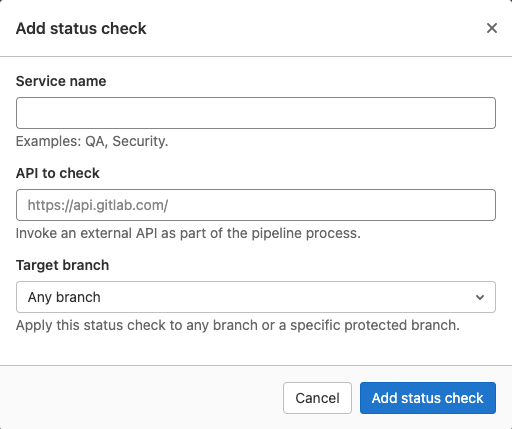 Add status check
Service name
Examples: QA, Security.
API to check
https://api.gitlab.com/
Invoke an external API as part of the pipeline process.
Target branch
Any branch
Apply this status check to any branch or a specific protected branch.
Cancel
Add status check